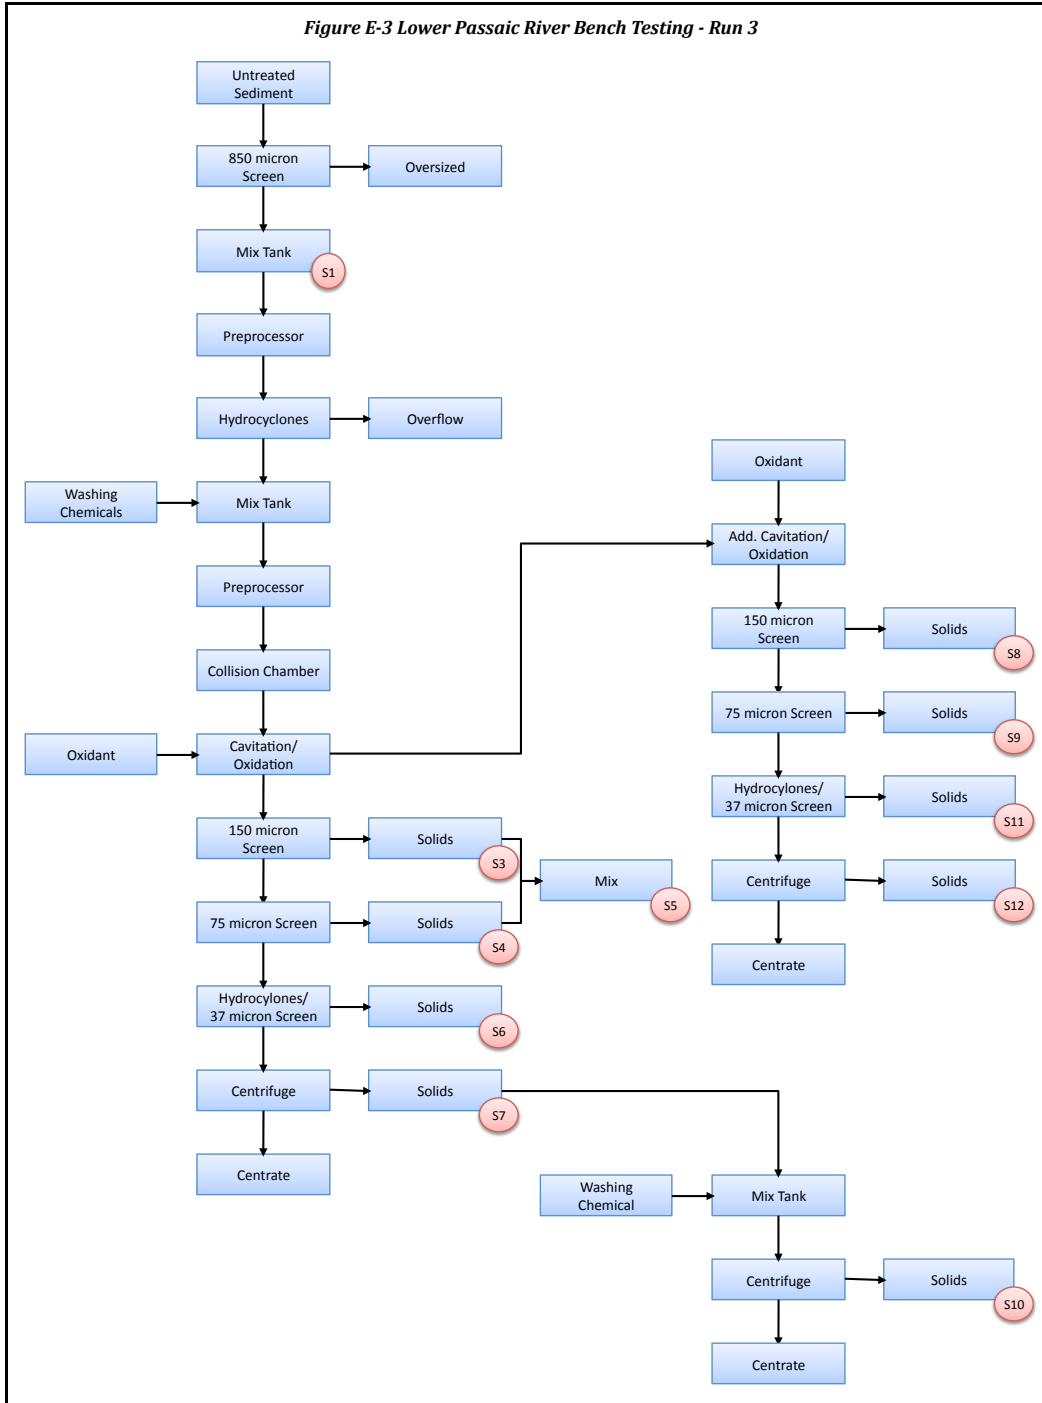 Figure E-3 Lower Passaic River Bench Testing - Run 3
Untreated
Sediment
850 micron
Screen
Oversized
Mix Tank
S1
Preprocessor
Hydrocyclones
Overflow
Washing
Chemicals
Mix Tank
Preprocessor
Collision Chamber
Oxidant
Cavitation/
Oxidation
150 micron
Screen
Solids
S3
Mix
S5
75 micron Screen
Solids
S4
Hydrocylones/
37 micron Screen
Solids
S6
Centrifuge
Solids
S7
Centrate
Oxidant
Add. Cavitation/
Oxidation
150 micron
Screen
Solids
S8
75 micron Screen
Solids
S9
Hydrocylones/
37 micron Screen
Solids
S11
Centrifuge
Solids
S12
Centrate
Washing
Chemical
Mix Tank
Centrifuge
Solids
S10
Centrate